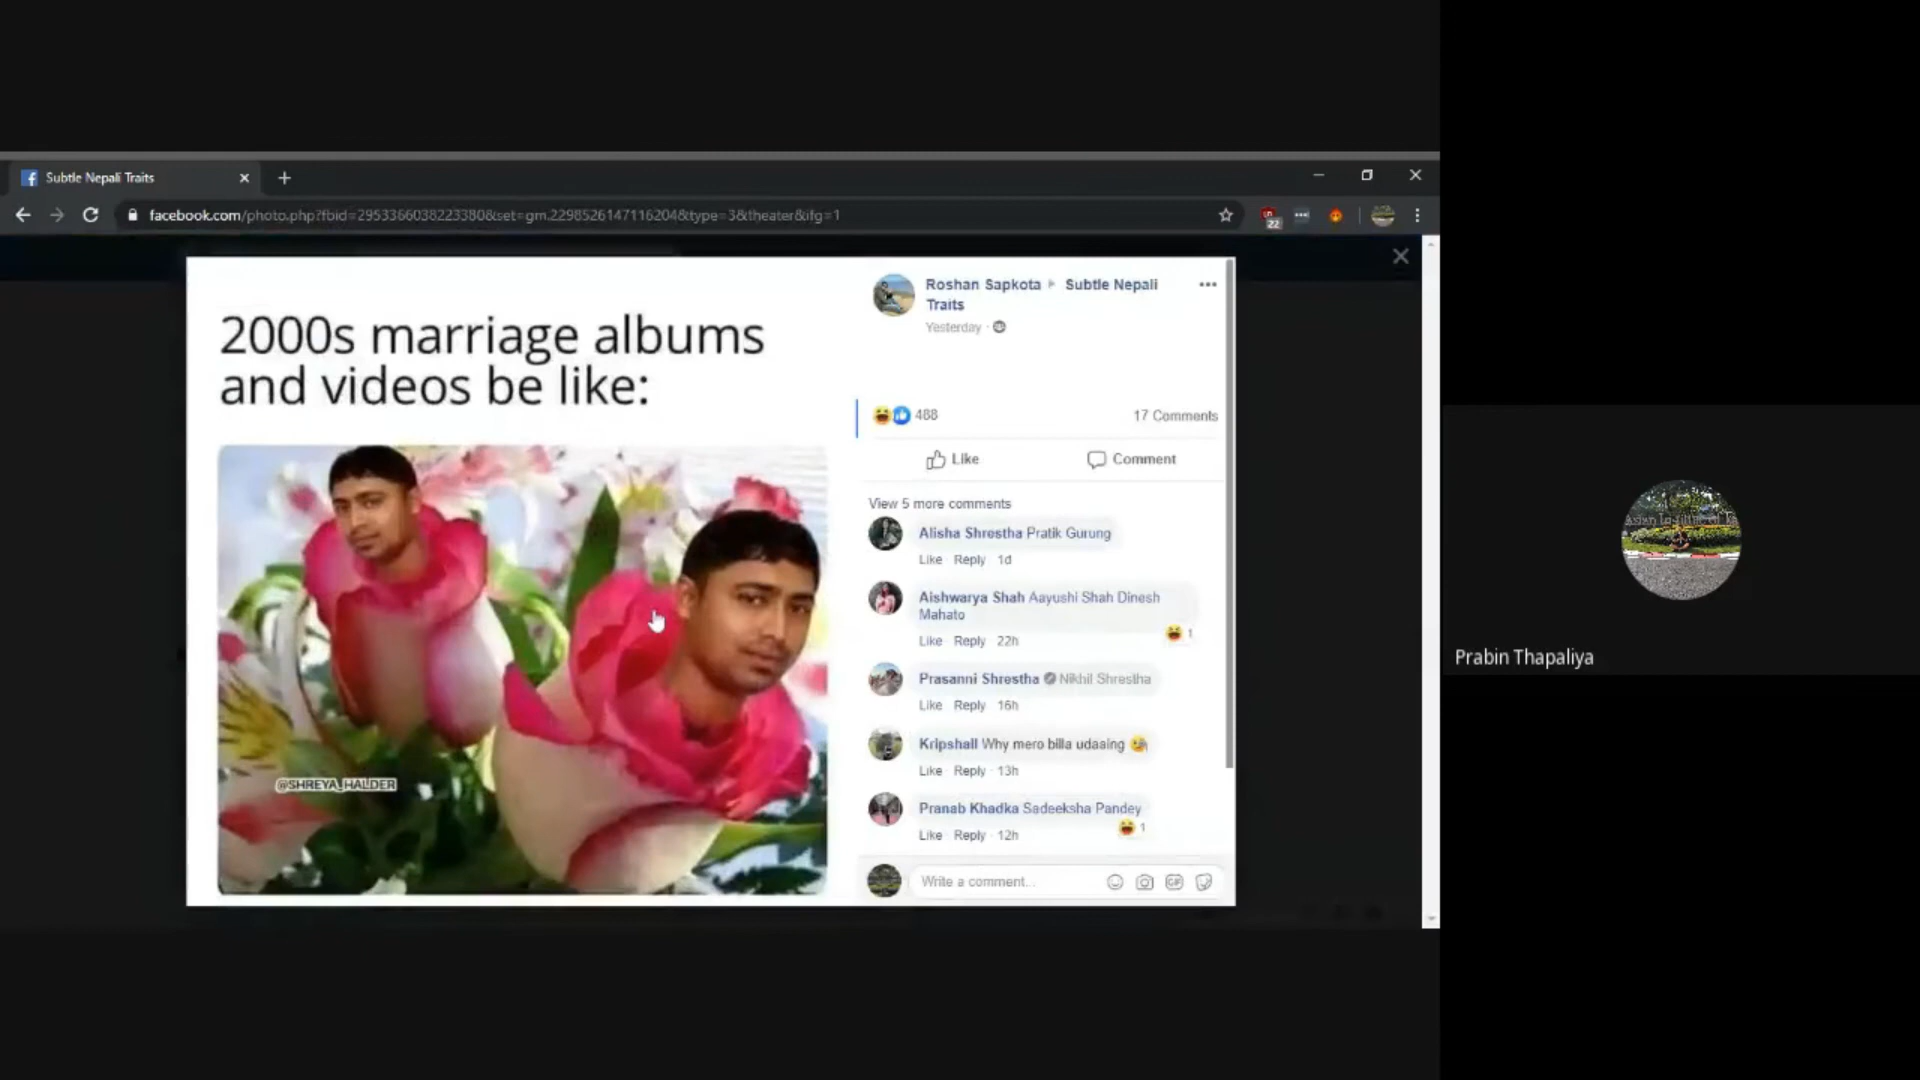 Subtle Nepali Traits
facebook.com/photo.php?fbid=2953366038223380&set=gm.2298526147116204&type=3&theater&ifg=1
22
2000s marriage albums
and videos be like:
@SHREYA_HALDER
Roshan Sapkota Subtle Nepali
Traits
Yesterday ·
488
17 Comments
Like Comment
View 5 more comments
Alisha Shrestha Pratik Gurung
Like · Reply · 1d
Aishwarya Shah Aayushi Shah Dinesh
Mahato
1
Like · Reply · 22h
Prasanni Shrestha Nikhil Shrestha
Like · Reply · 16h
Kripshall Why mero billa udaaing
Like · Reply · 13h
Pranab Khadka Sadeeksha Pandey
1
Like · Reply · 12h
Write a comment...
GIF
Prabin Thapaliya